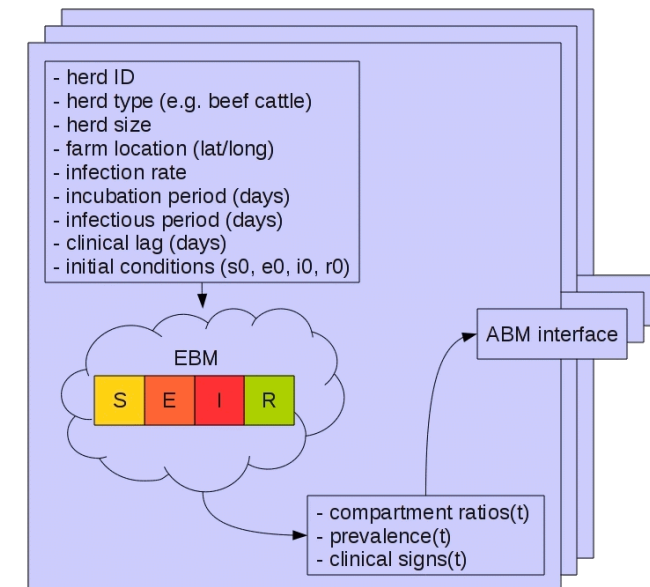 - herd ID
- herd type (e.g. beef cattle)
- herd size
- farm location (lat/long)
- infection rate
- incubation period (days)
- infectious period (days)
- clinical lag (days)
- initial conditions (s0, e0, i0, r0)
ABM interface
EBM
S E I R
- compartment ratios(t)
- prevalence(t)
- clinical signs(t)